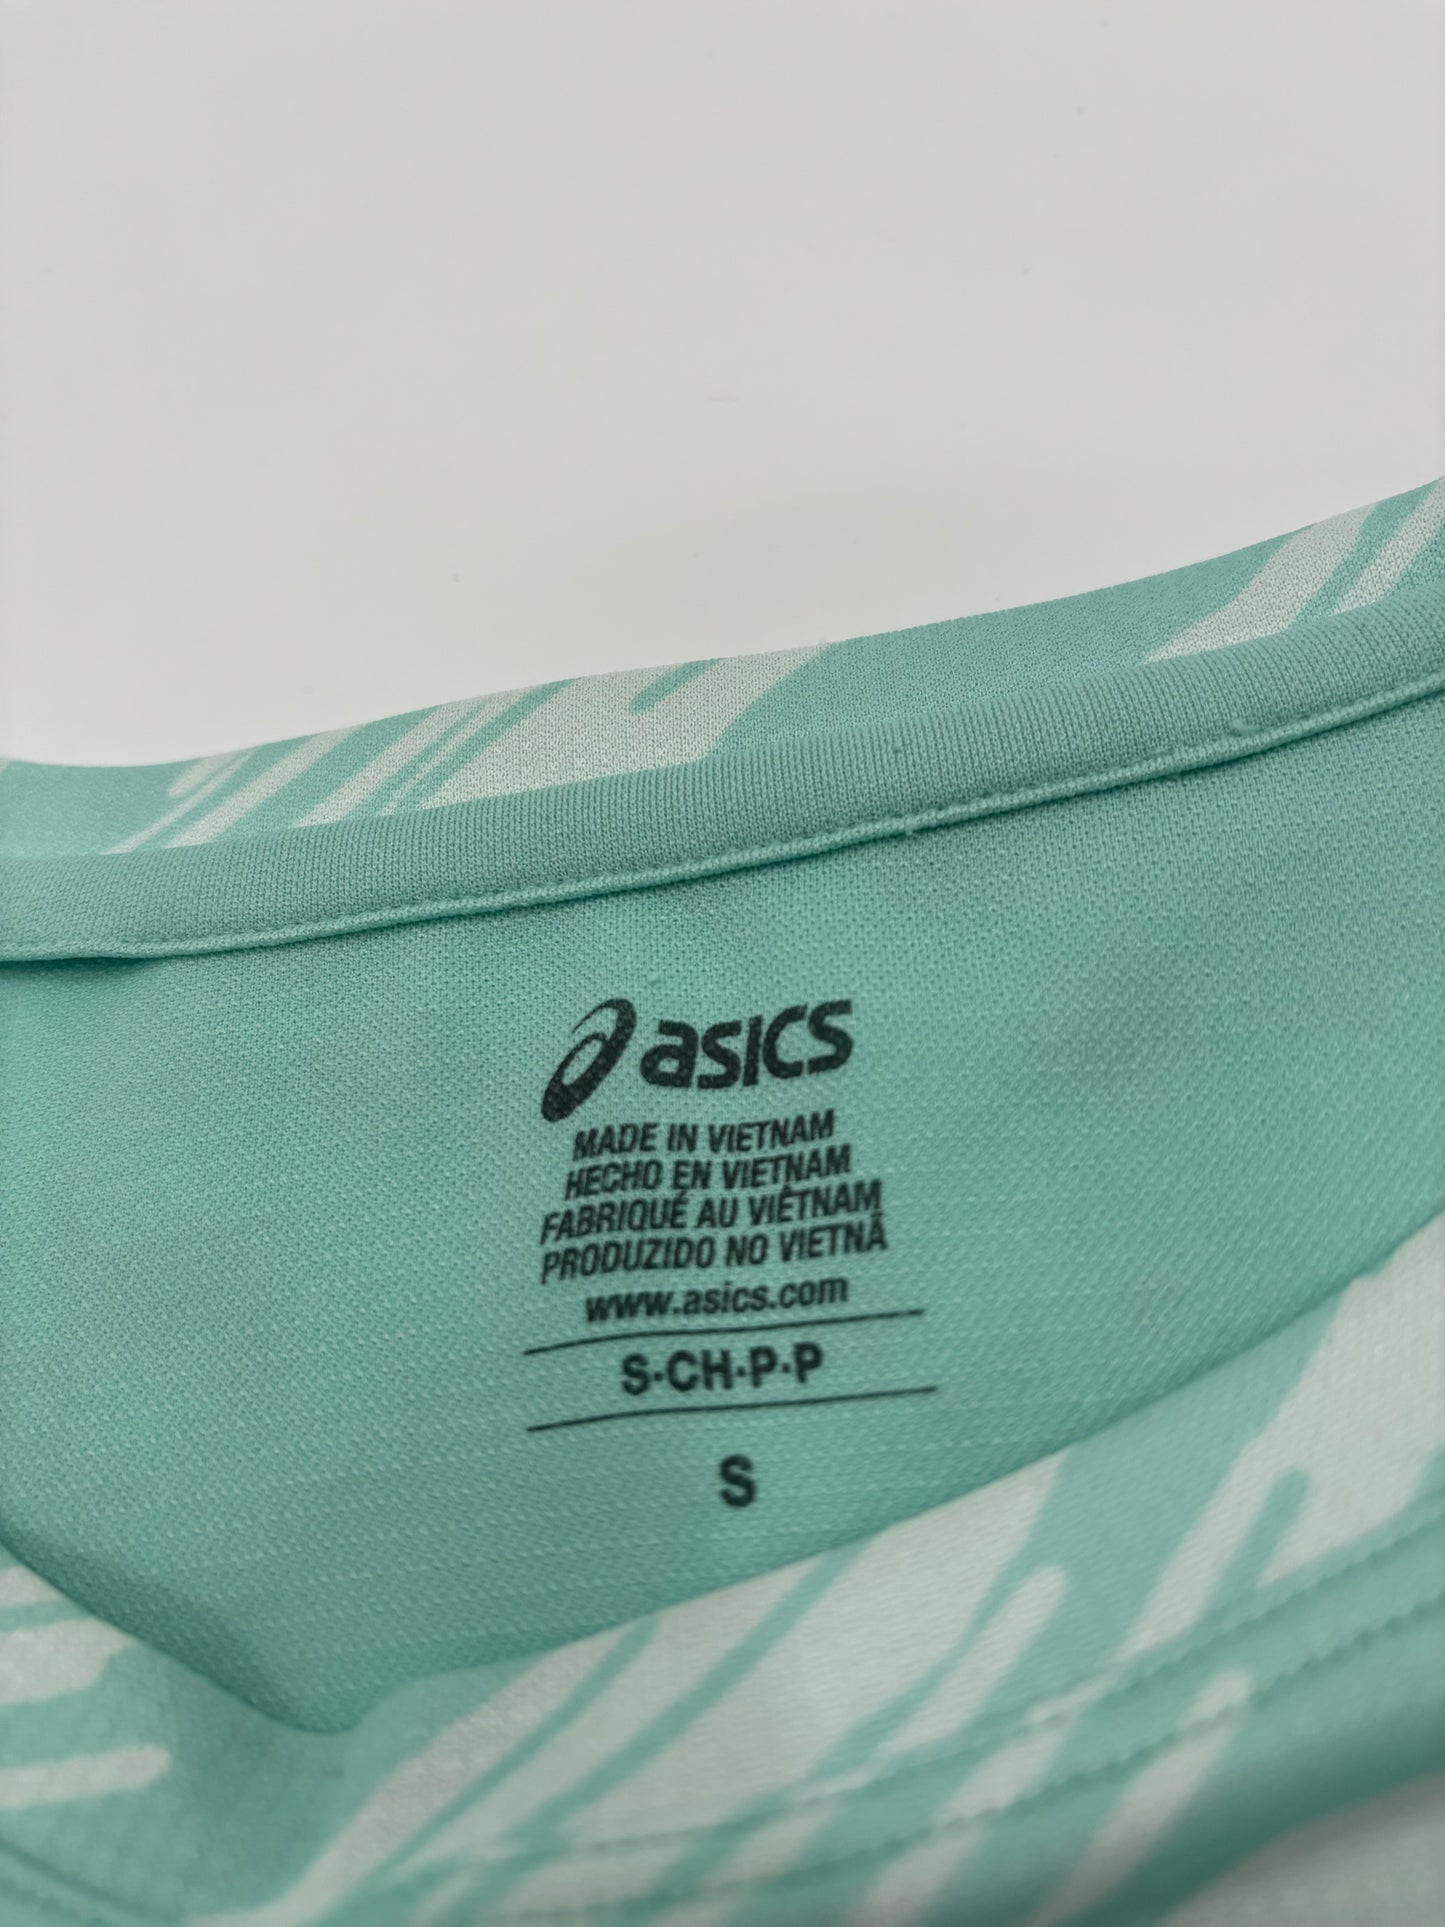 asics
MADE IN VIETNAM
HECHO EN VIETNAM
FABRIQUÉ AU VIÊTNAM
PRODUZIDO NO VIETNÃ
www.asics.com
S·CH·P·P
S